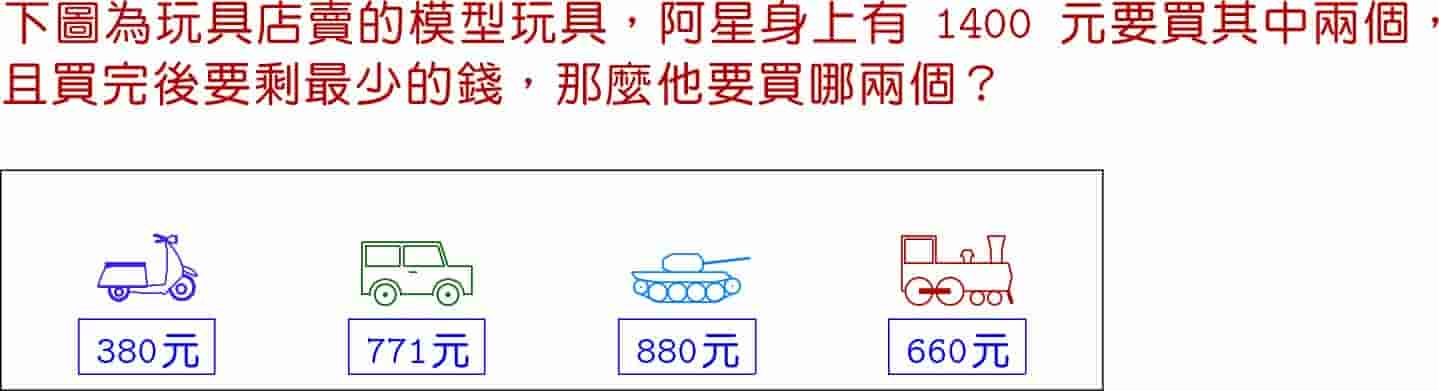 下圖為玩具店賣的模型玩具，阿星身上有 1400 元要買其中兩個，
且買完後要剩最少的錢，那麼他要買哪兩個？
380元 771元 880元 660元